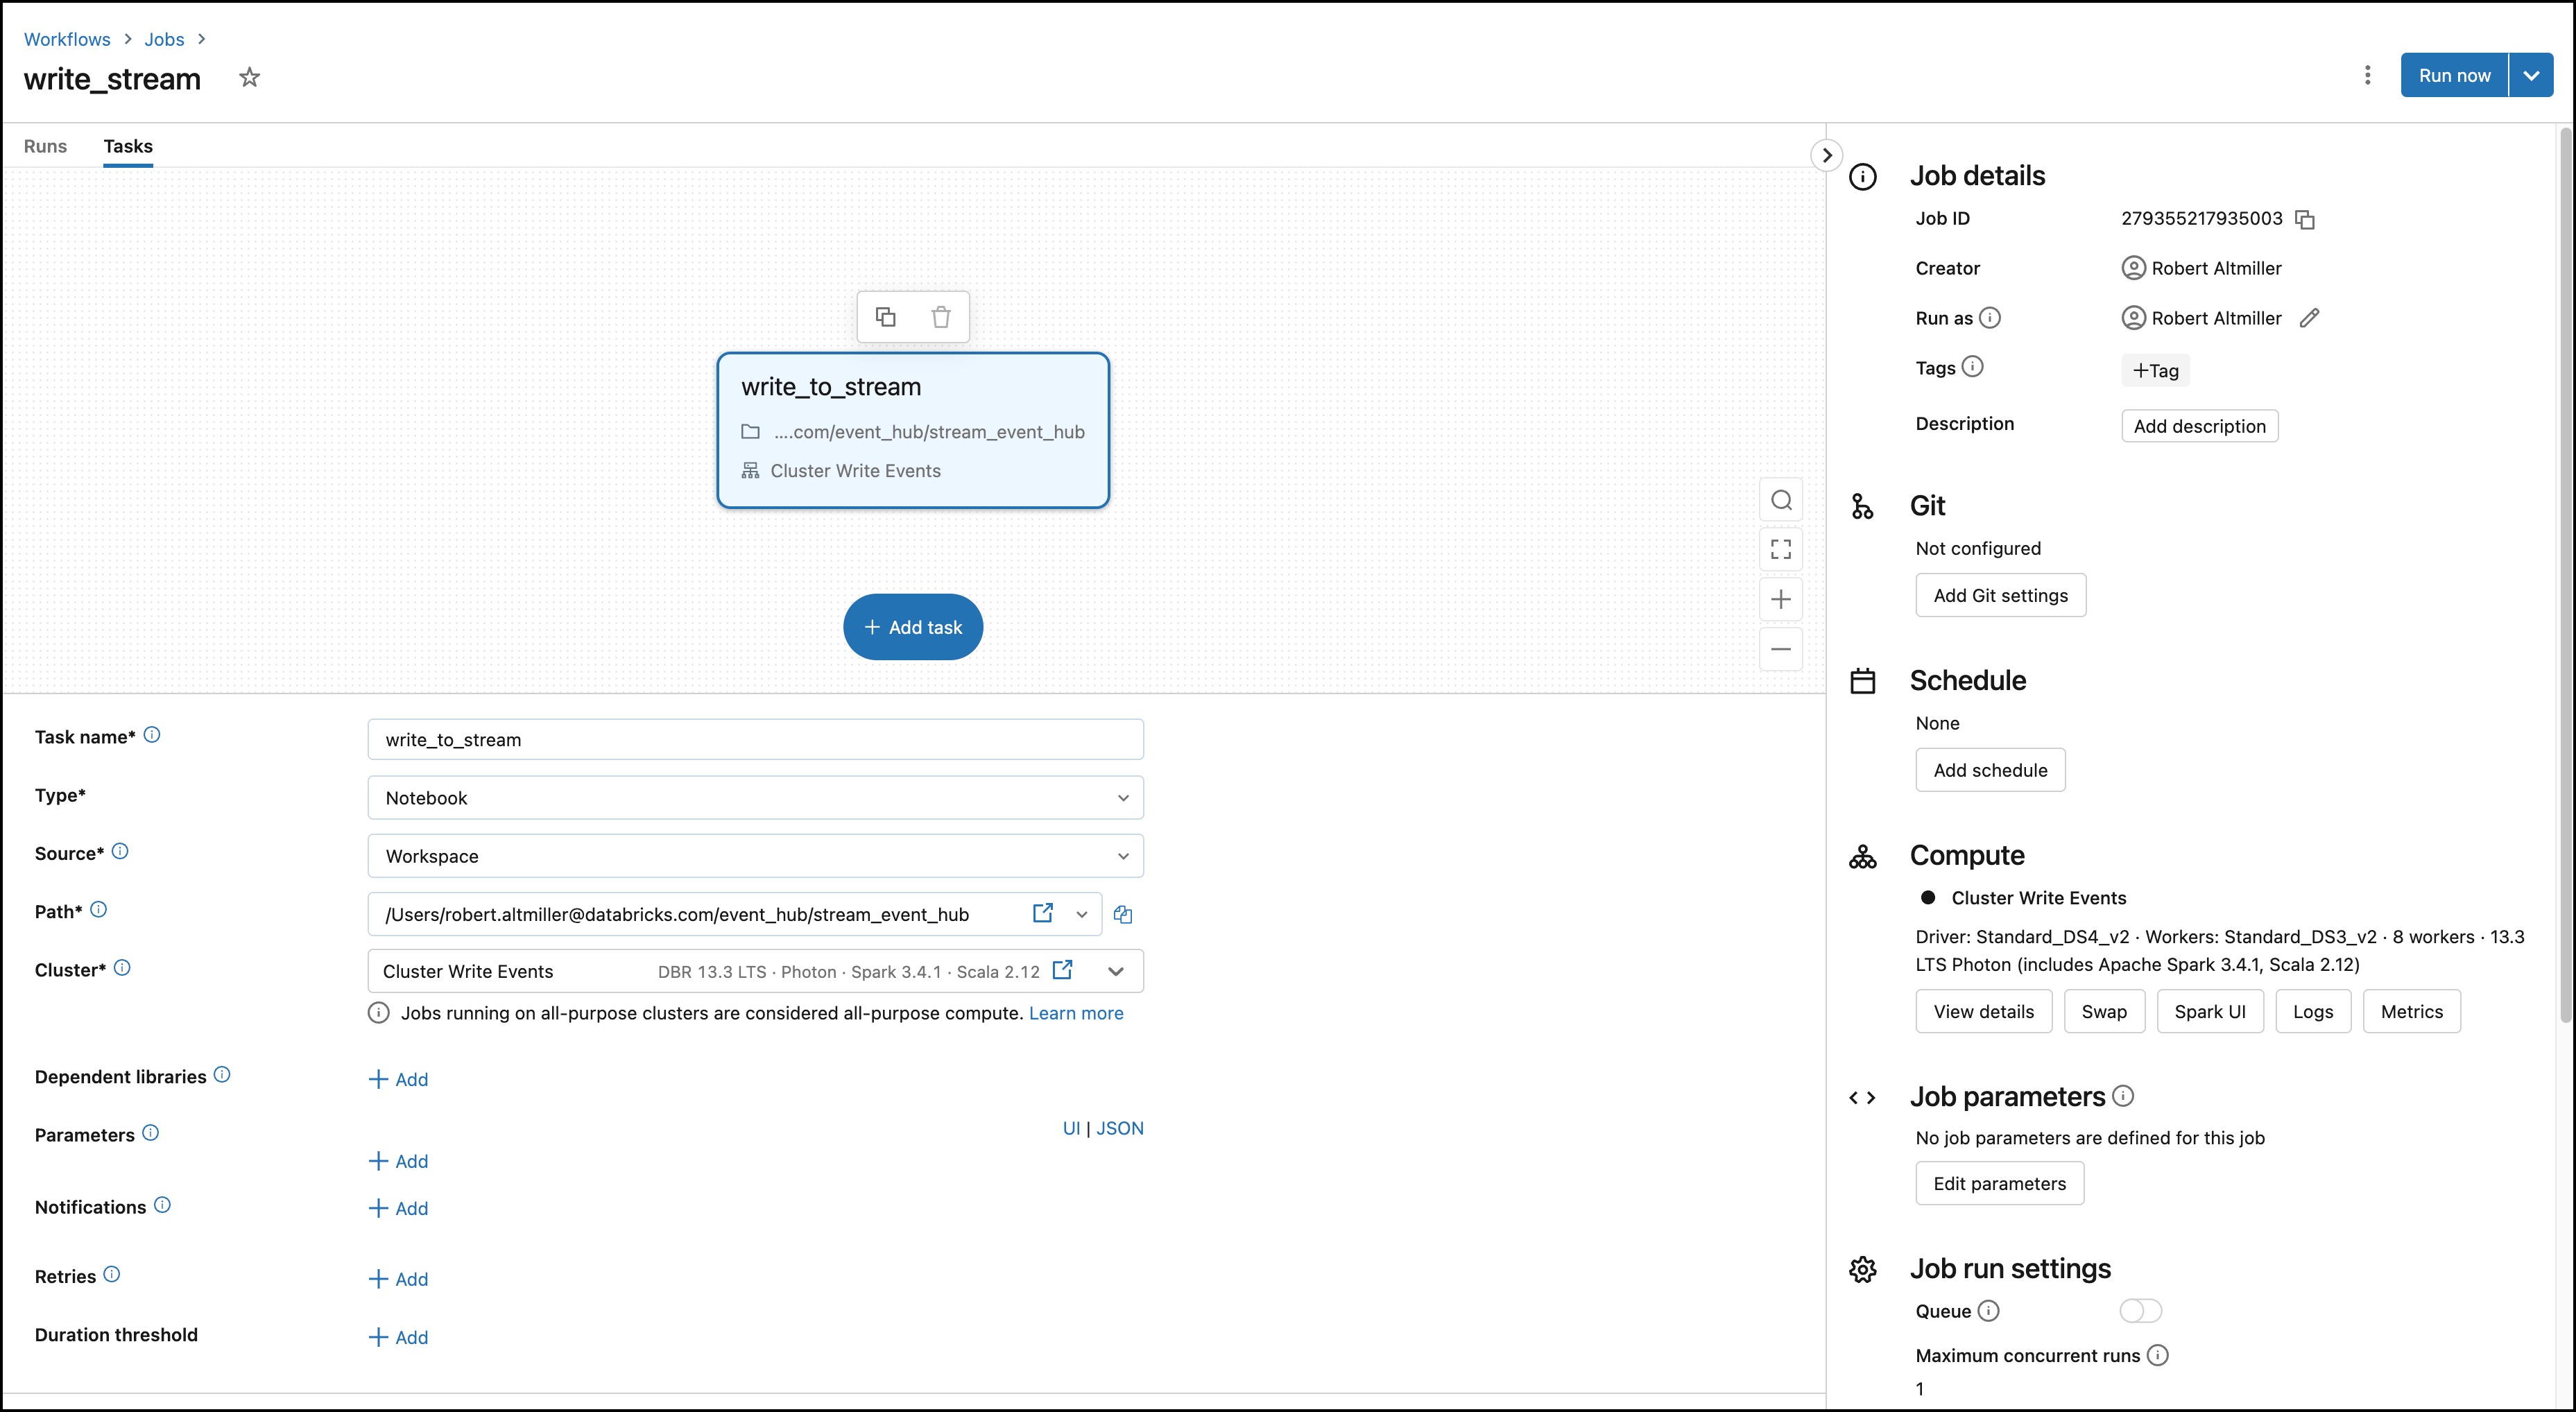 Workflows > Jobs >
write_stream
Run now
Runs Tasks
write_to_stream
....com/event_hub/stream_event_hub
Cluster Write Events
+ Add task
Task name* write_to_stream
Type* Notebook
Source* Workspace
Path* /Users/robert.altmiller@databricks.com/event_hub/stream_event_hub
Cluster* Cluster Write Events DBR 13.3 LTS · Photon · Spark 3.4.1 · Scala 2.12
Jobs running on all-purpose clusters are considered all-purpose compute. Learn more
Dependent libraries + Add
Parameters UI | JSON
+ Add
Notifications + Add
Retries + Add
Duration threshold + Add
Job details
Job ID 279355217935003
Creator Robert Altmiller
Run as Robert Altmiller
Tags +Tag
Description Add description
Git
Not configured
Add Git settings
Schedule
None
Add schedule
Compute
Cluster Write Events
Driver: Standard_DS4_v2 · Workers: Standard_DS3_v2 · 8 workers · 13.3
LTS Photon (includes Apache Spark 3.4.1, Scala 2.12)
View details Swap Spark UI Logs Metrics
Job parameters
No job parameters are defined for this job
Edit parameters
Job run settings
Queue
Maximum concurrent runs
1